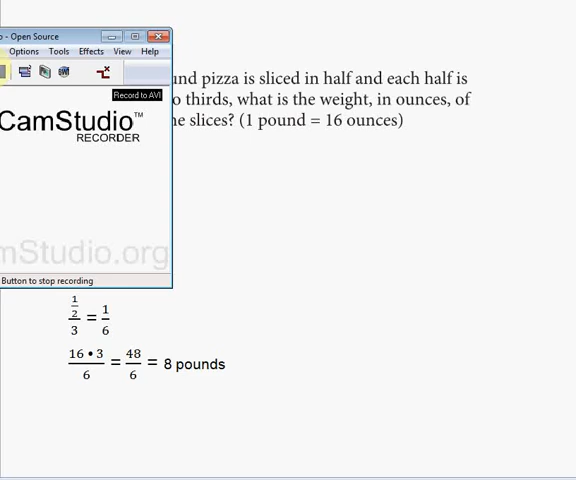 o - Open Source
Options Tools Effects View Help
Record to AVI
CamStudio™
RECORDER
mStudio.org
Button to stop recording
und pizza is sliced in half and each half is
o thirds, what is the weight, in ounces, of
he slices? (1 pound = 16 ounces)
1/2/3 = 1/6
16 • 3/6 = 48/6 = 8 pounds